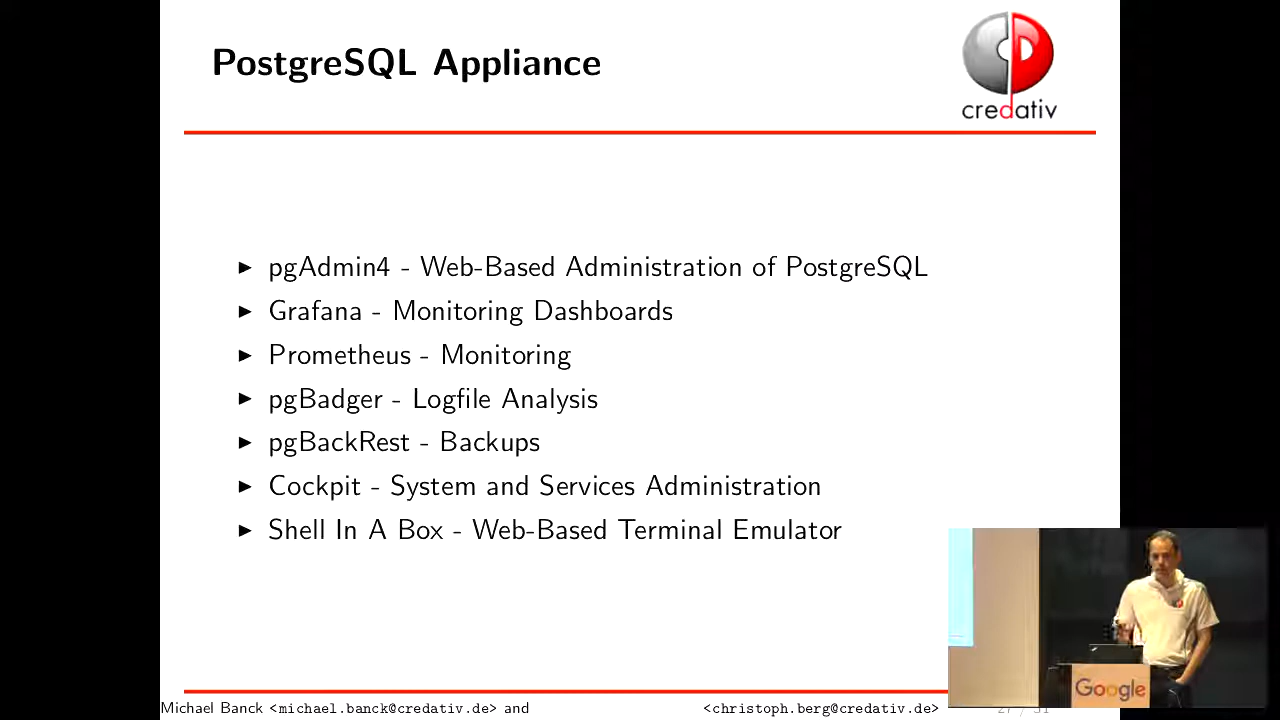 PostgreSQL Appliance
credativ
▶ pgAdmin4 - Web-Based Administration of PostgreSQL
▶ Grafana - Monitoring Dashboards
▶ Prometheus - Monitoring
▶ pgBadger - Logfile Analysis
▶ pgBackRest - Backups
▶ Cockpit - System and Services Administration
▶ Shell In A Box - Web-Based Terminal Emulator
Google
Michael Banck <michael.banck@credativ.de> and <christoph.berg@credativ.de>
27 / 31